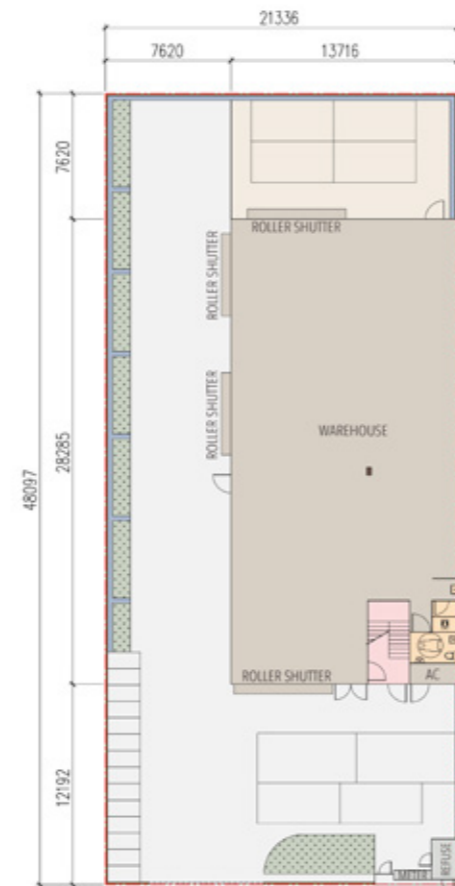 21336
7620
13716
7620
ROLLER SHUTTER
ROLLER SHUTTER
ROLLER SHUTTER
WAREHOUSE
28285
48097
ROLLER SHUTTER
AC
12192
REFUSE
METER